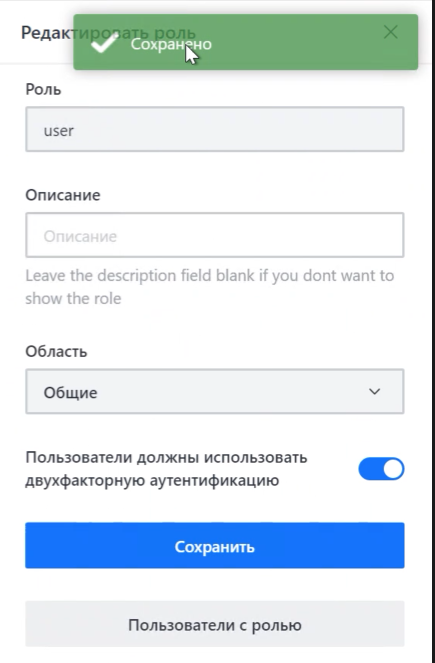 Редактировать роль
Сохранено
Роль
user
Описание
Описание
Leave the description field blank if you dont want to
show the role
Область
Общие
Пользователи должны использовать
двухфакторную аутентификацию
Сохранить
Пользователи с ролью